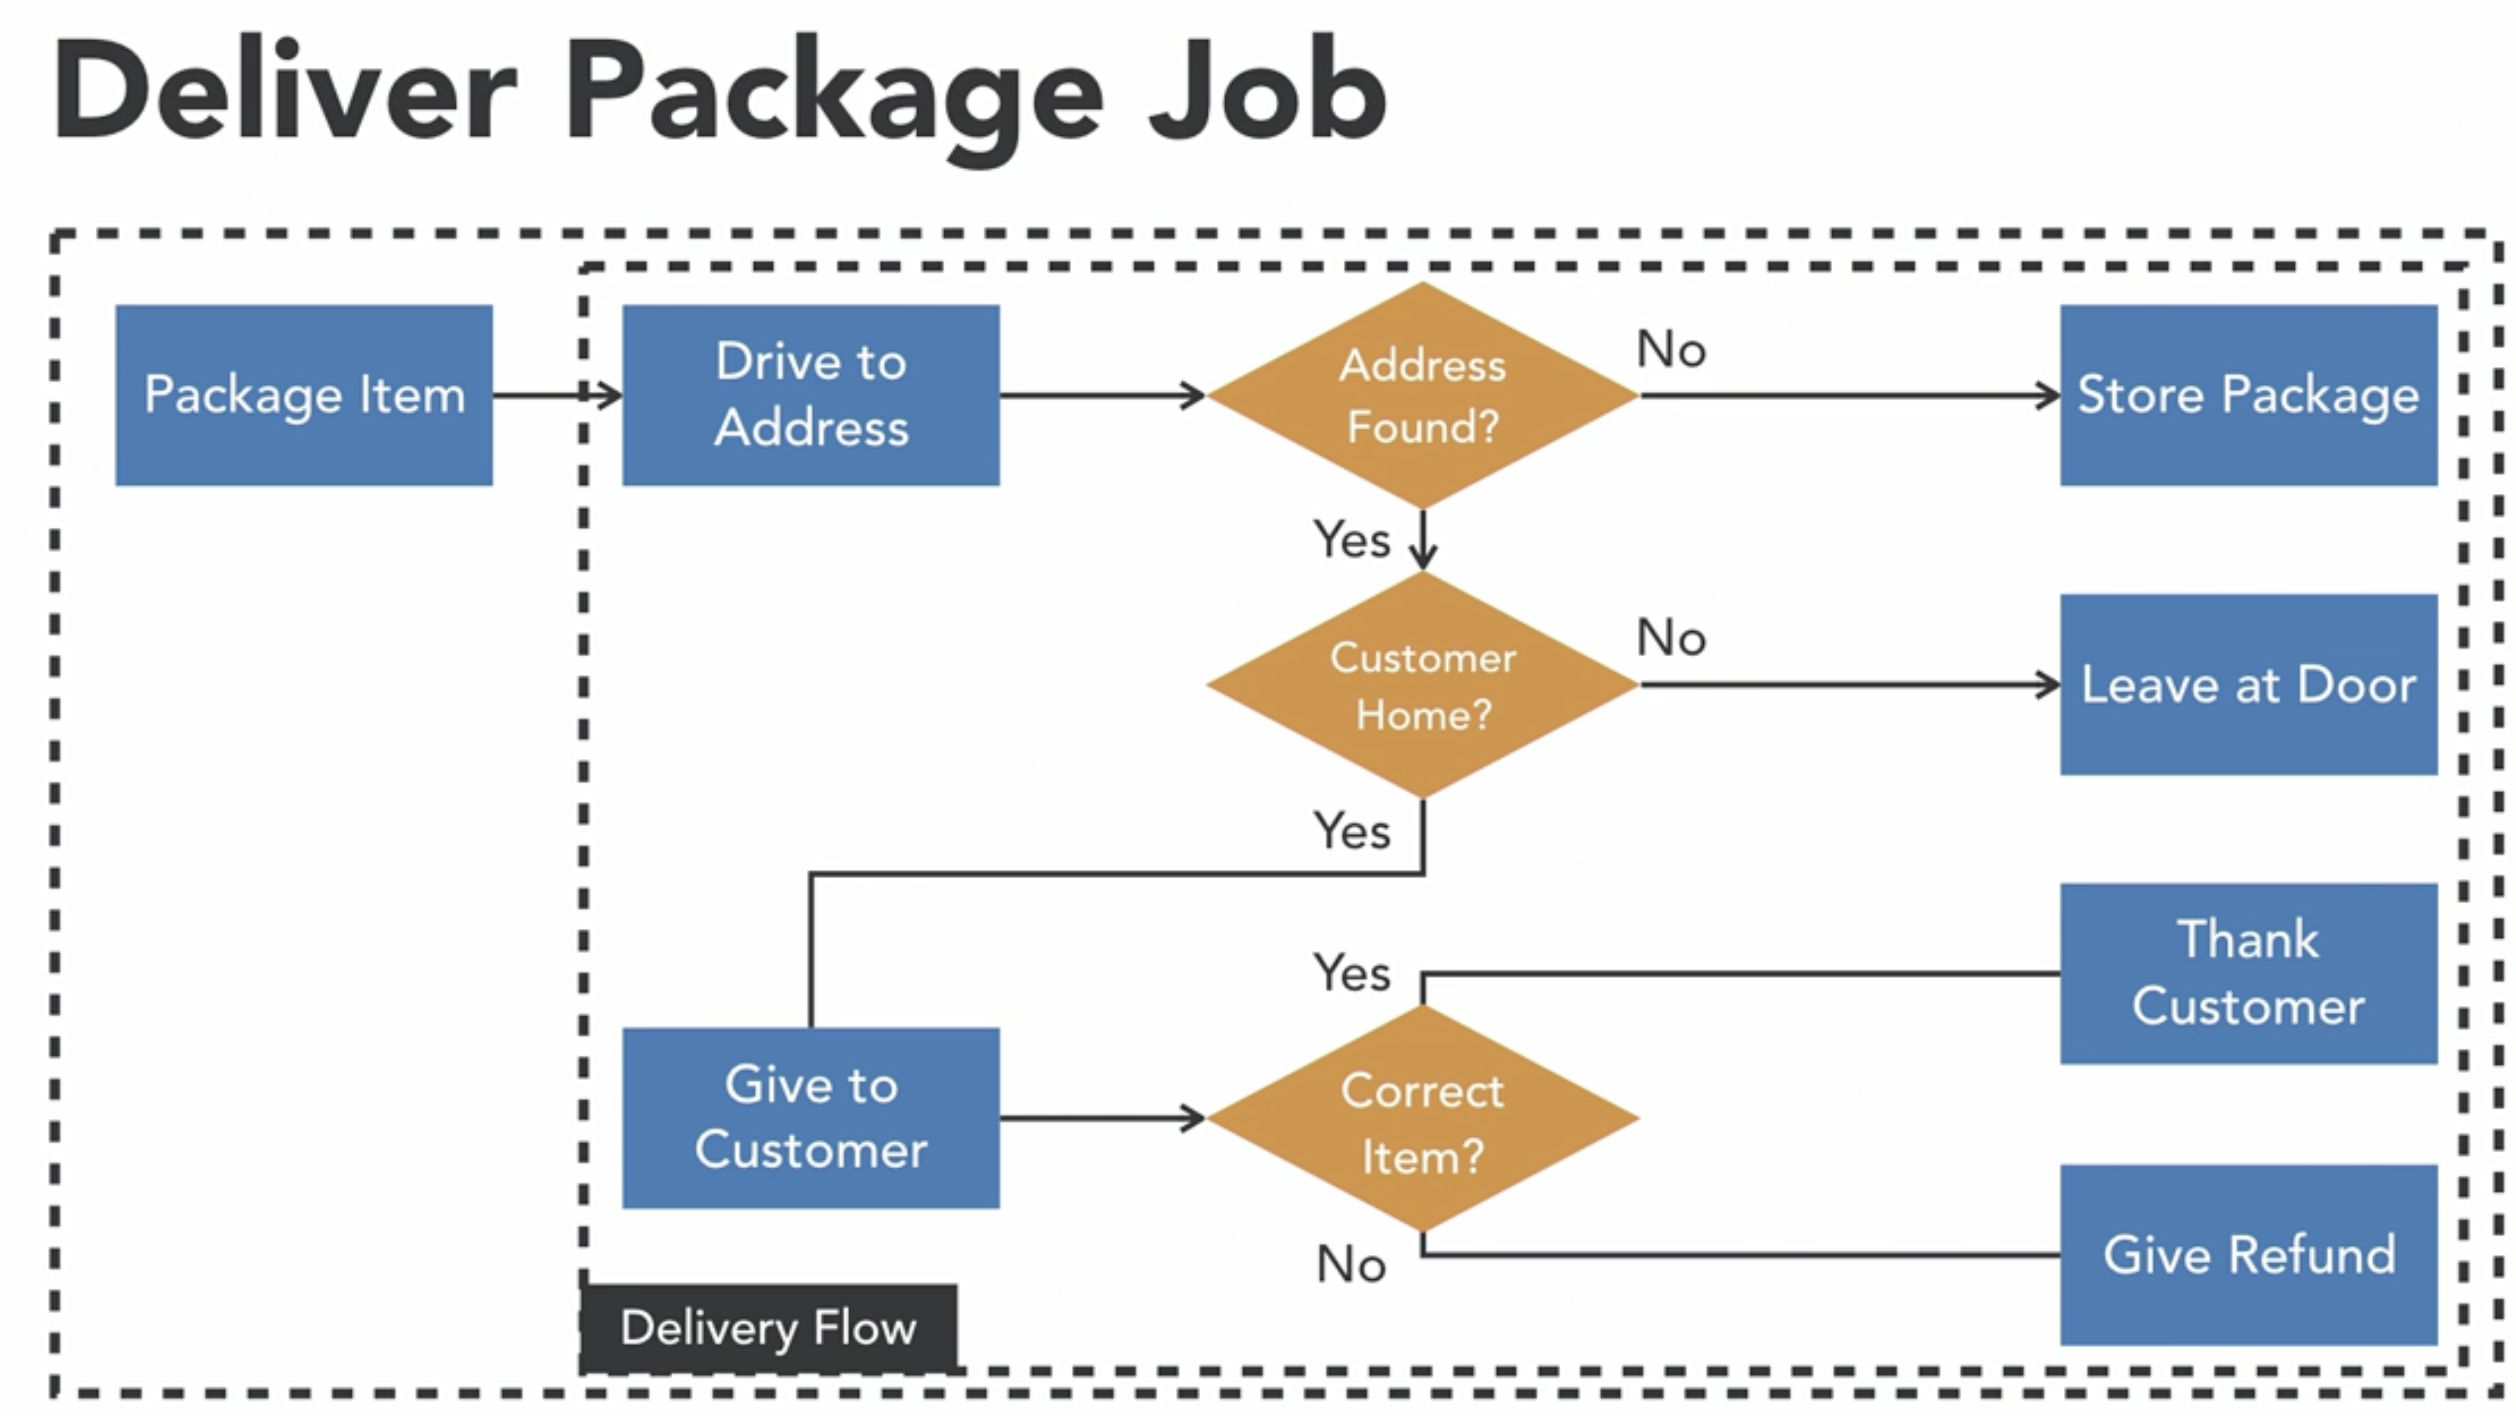 Deliver Package Job
Package Item
Drive to
Address
Address
Found?
No
Store Package
Yes
Customer
Home?
No
Leave at Door
Yes
Give to
Customer
Correct
Item?
Yes
Thank
Customer
No
Give Refund
Delivery Flow